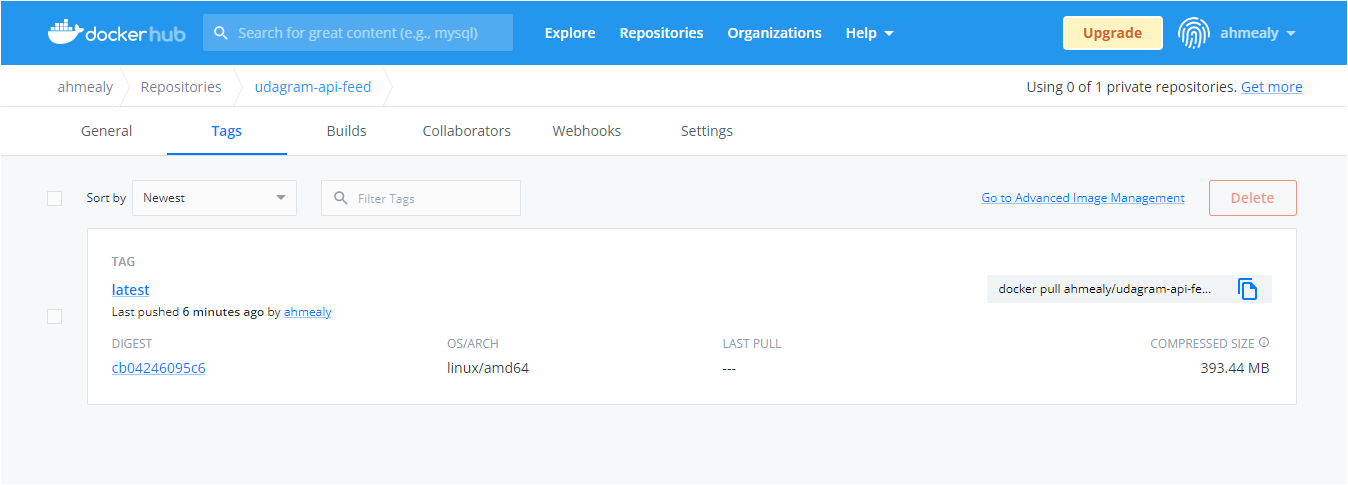 dockerhub Search for great content (e.g., mysql) Explore Repositories Organizations Help Upgrade ahmealy
ahmealy Repositories udagram-api-feed Using 0 of 1 private repositories. Get more
General Tags Builds Collaborators Webhooks Settings
Sort by Newest Filter Tags Go to Advanced Image Management Delete
TAG
latest docker pull ahmealy/udagram-api-fe...
Last pushed 6 minutes ago by ahmealy
DIGEST OS/ARCH LAST PULL COMPRESSED SIZE
cb04246095c6 linux/amd64 --- 393.44 MB